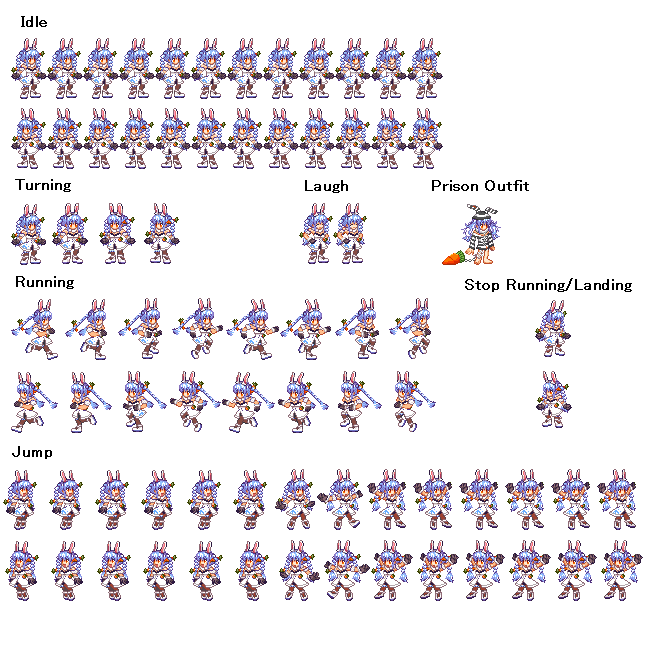 Idle
Turning
Laugh
Prison Outfit
Running
Stop Running/Landing
Jump